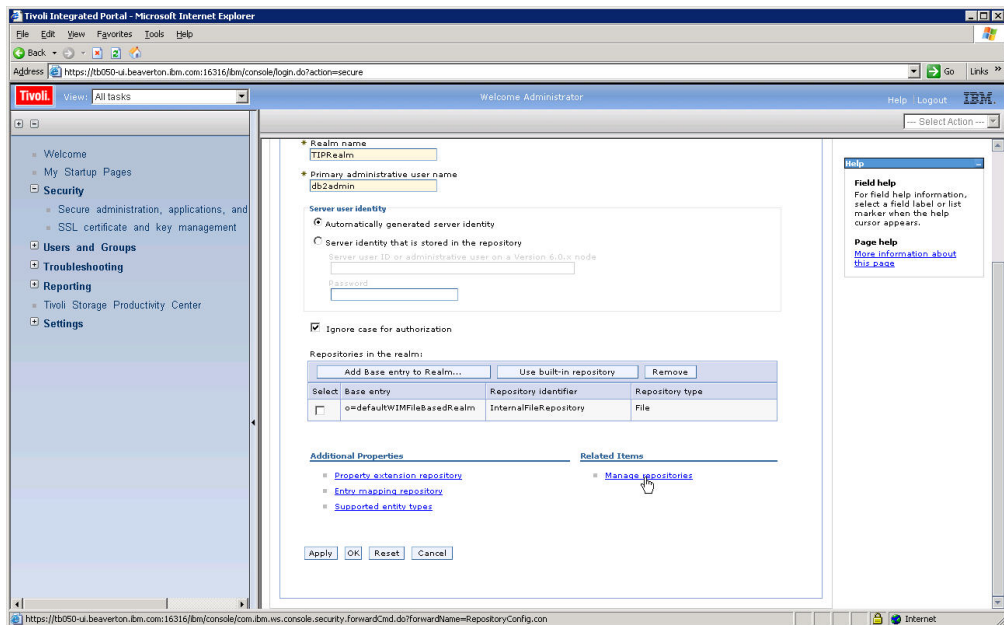 Tivoli Integrated Portal - Microsoft Internet Explorer
File Edit View Favorites Tools Help
Back
Address https://tb050-ui.beaverton.ibm.com:16316/ibm/console/login.do?action=secure Go Links »
Tivoli. View: All tasks Welcome Administrator Help Logout IBM.
--- Select Action ---
Welcome
My Startup Pages
Security
Secure administration, applications, and
SSL certificate and key management
Users and Groups
Troubleshooting
Reporting
Tivoli Storage Productivity Center
Settings
* Realm name
TIPRealm
* Primary administrative user name
db2admin
Server user identity
Automatically generated server identity
Server identity that is stored in the repository
Server user ID or administrative user on a Version 6.0.x node
Password
Ignore case for authorization
Repositories in the realm:
Add Base entry to Realm... Use built-in repository Remove
Select Base entry Repository identifier Repository type
o=defaultWIMFileBasedRealm InternalFileRepository File
Additional Properties
Property extension repository
Entry mapping repository
Supported entity types
Related Items
Manage repositories
Apply OK Reset Cancel
Help
Field help
For field help information,
select a field label or list
marker when the help
cursor appears.
Page help
More information about
this page
https://tb050-ui.beaverton.ibm.com:16316/ibm/console/com.ibm.ws.console.security.forwardCmd.do?forwardName=RepositoryConfig.con Internet